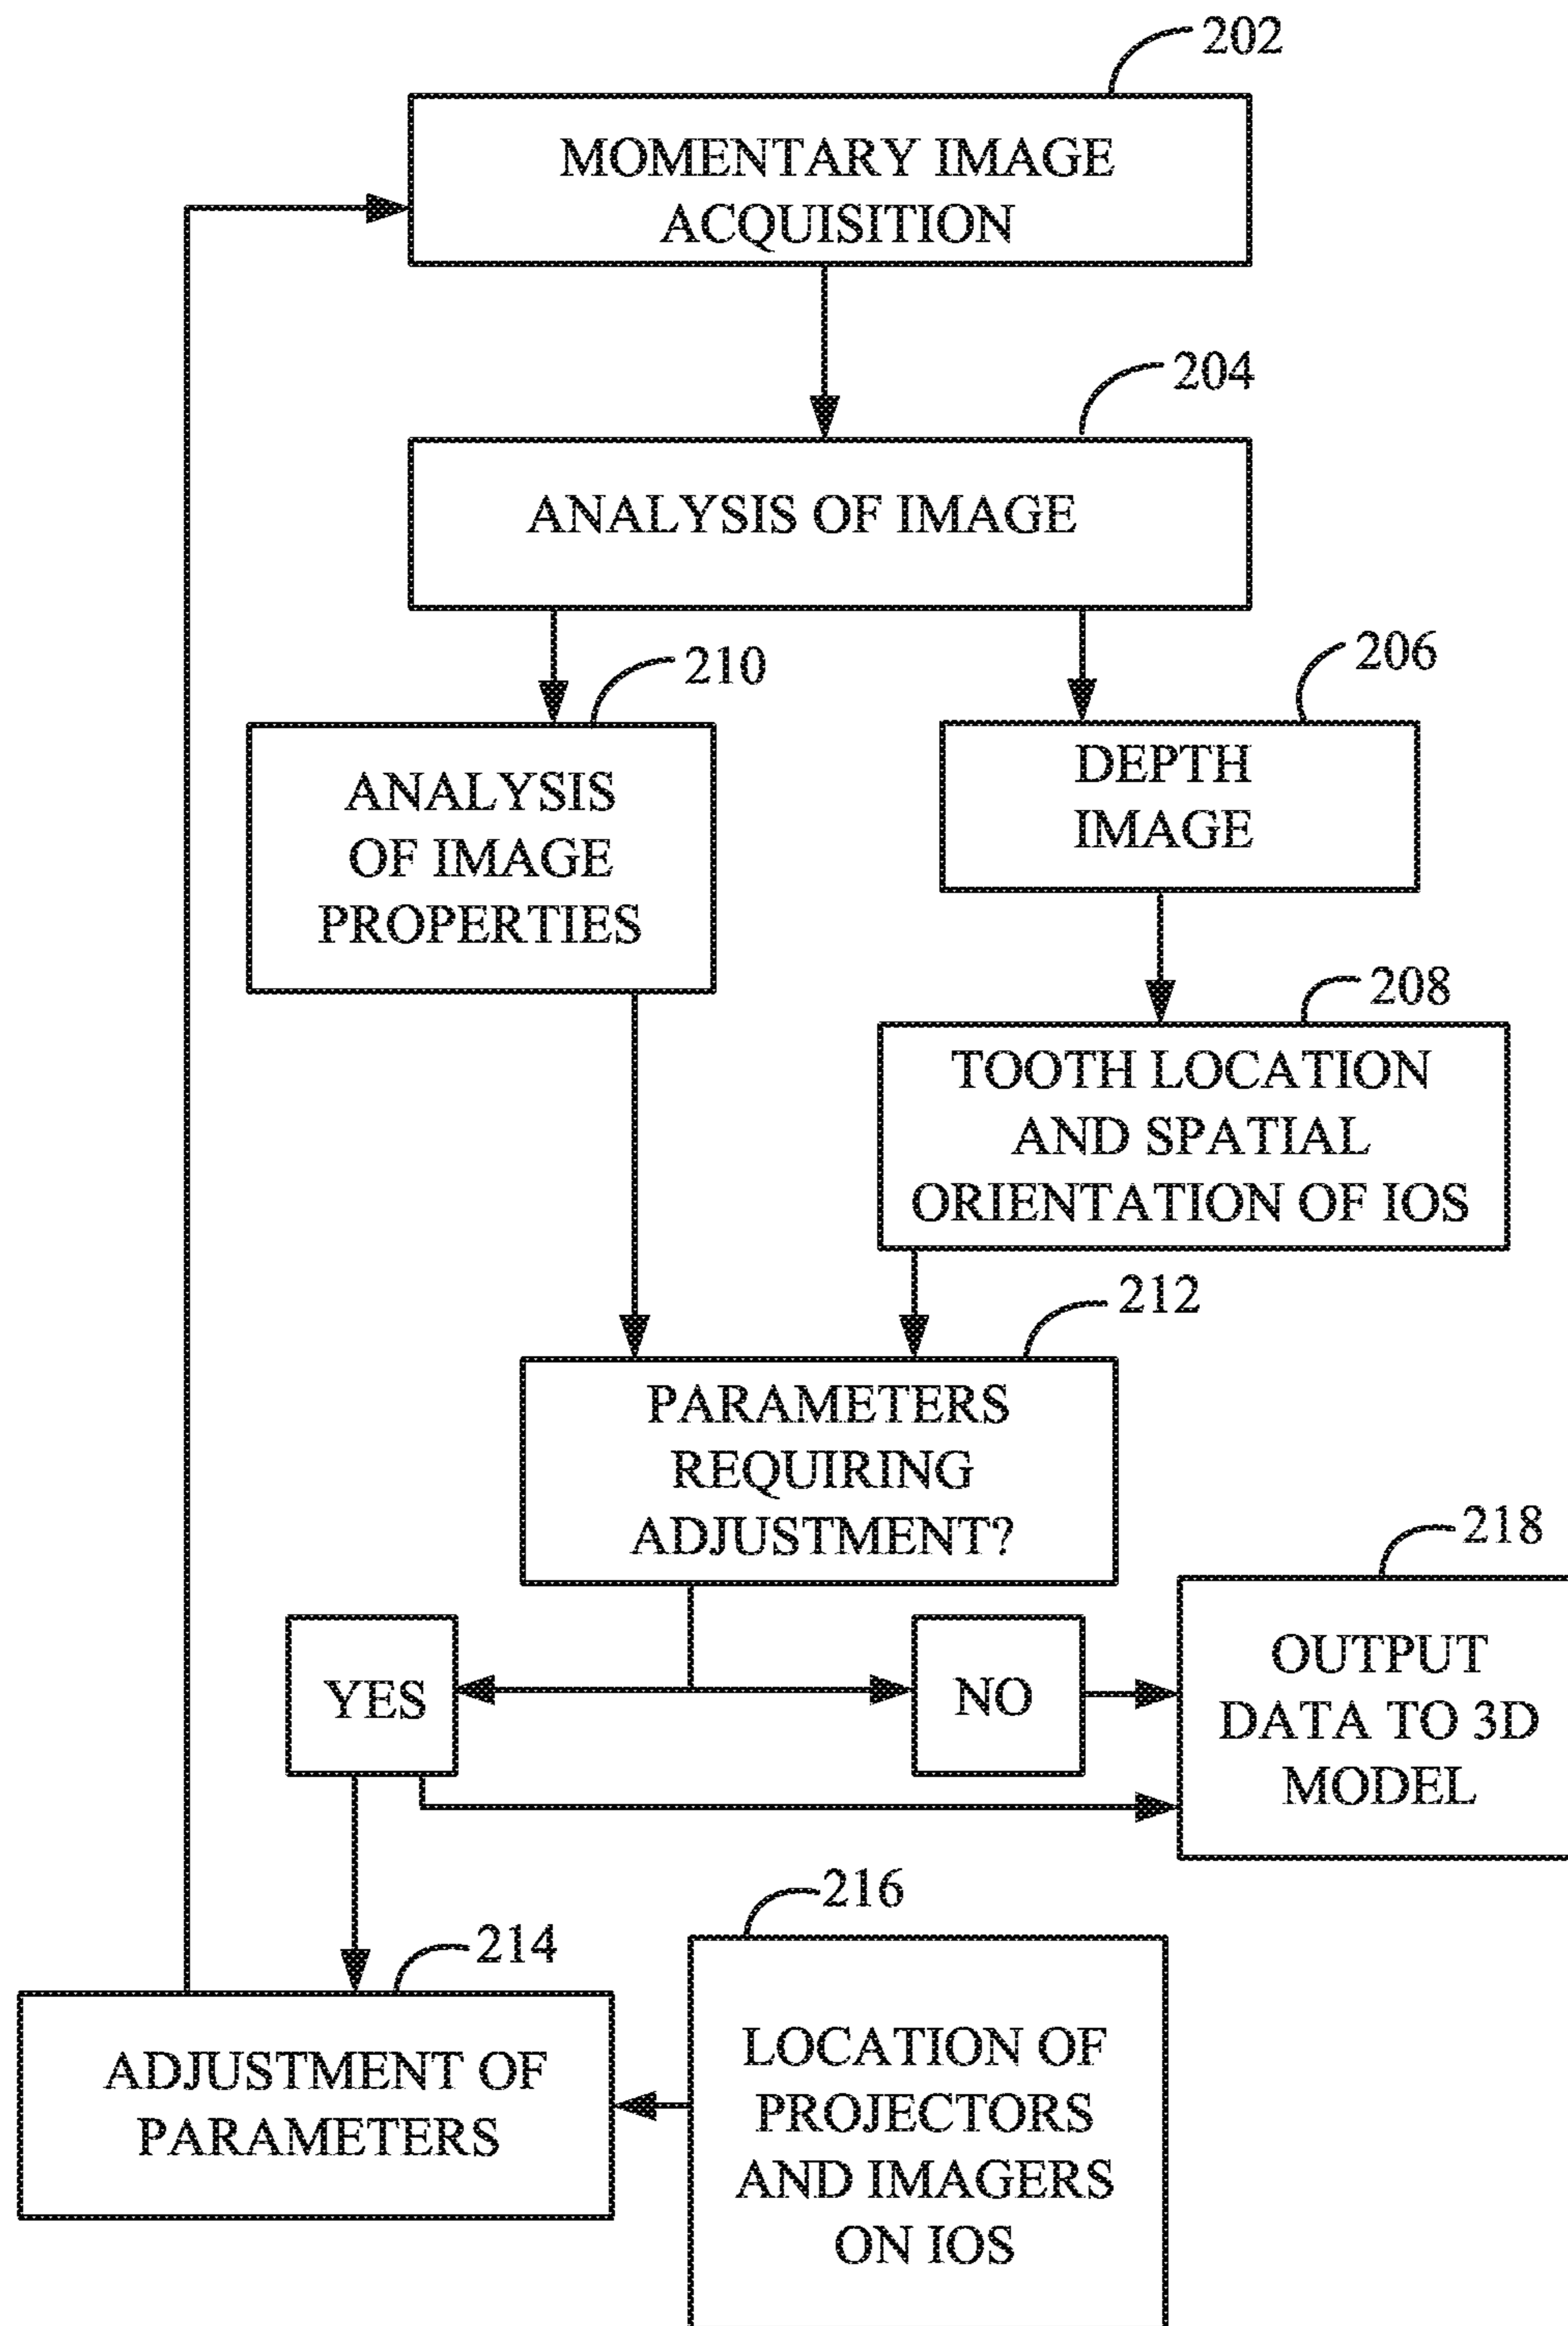 202
MOMENTARY IMAGE
ACQUISITION
204
ANALYSIS OF IMAGE
210
206
ANALYSIS
OF IMAGE
PROPERTIES
DEPTH
IMAGE
208
TOOTH LOCATION
AND SPATIAL
ORIENTATION OF IOS
212
PARAMETERS
REQUIRING
ADJUSTMENT?
218
YES
NO
OUTPUT
DATA TO 3D
MODEL
216
214
ADJUSTMENT OF
PARAMETERS
LOCATION OF
PROJECTORS
AND IMAGERS
ON IOS